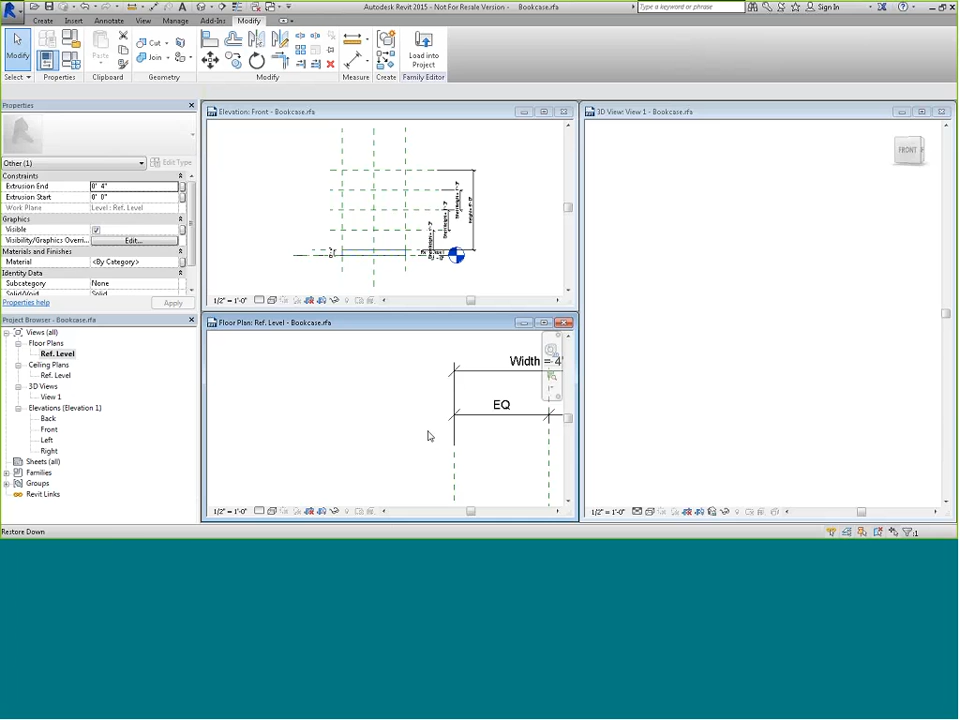 Autodesk Revit 2015 - Not For Resale Version - Bookcase.rfa
Type a keyword or phrase
Sign In
Create Insert Annotate View Manage Add-Ins Modify
Modify
Paste
Cut
Join
Load into
Project
Select Properties Clipboard Geometry Modify Measure Create Family Editor
Properties
Other (1)
Edit Type
Constraints
Extrusion End 0' 4"
Extrusion Start 0' 0"
Work Plane Level : Ref. Level
Graphics
Visible
Visibility/Graphics Overri... Edit...
Materials and Finishes
Material <By Category>
Identity Data
Subcategory None
Solid/Void Solid
Properties help
Apply
Project Browser - Bookcase.rfa
Views (all)
Floor Plans
Ref. Level
Ceiling Plans
Ref. Level
3D Views
View 1
Elevations (Elevation 1)
Back
Front
Left
Right
Sheets (all)
Families
Groups
Revit Links
Elevation: Front - Bookcase.rfa
1/2" = 1'-0"
Floor Plan: Ref. Level - Bookcase.rfa
Width = 4'
EQ
1/2" = 1'-0"
3D View: View 1 - Bookcase.rfa
FRONT
1/2" = 1'-0"
Restore Down
:1